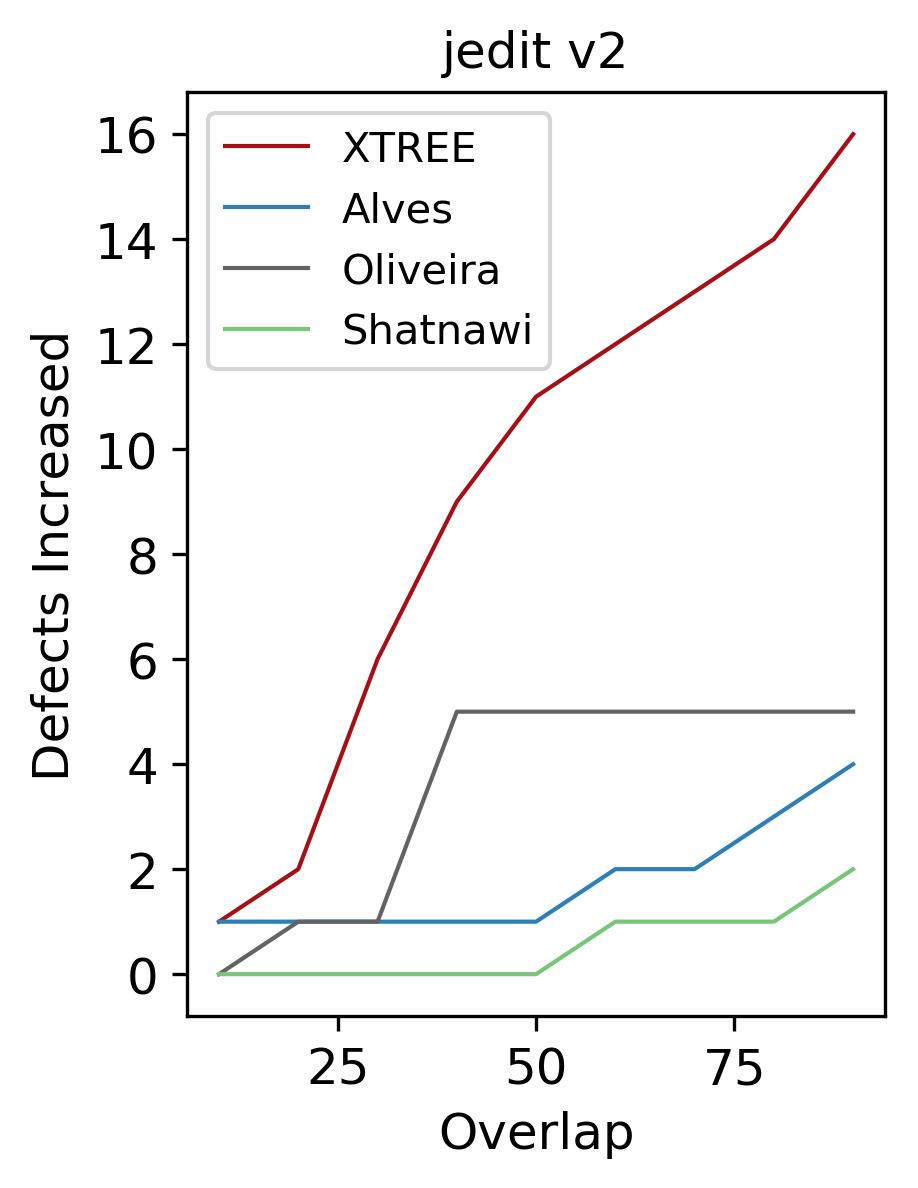 jedit v2
XTREE
Alves
Oliveira
Shatnawi
16
14
12
10
8
6
4
2
0
Defects Increased
25 50 75
Overlap